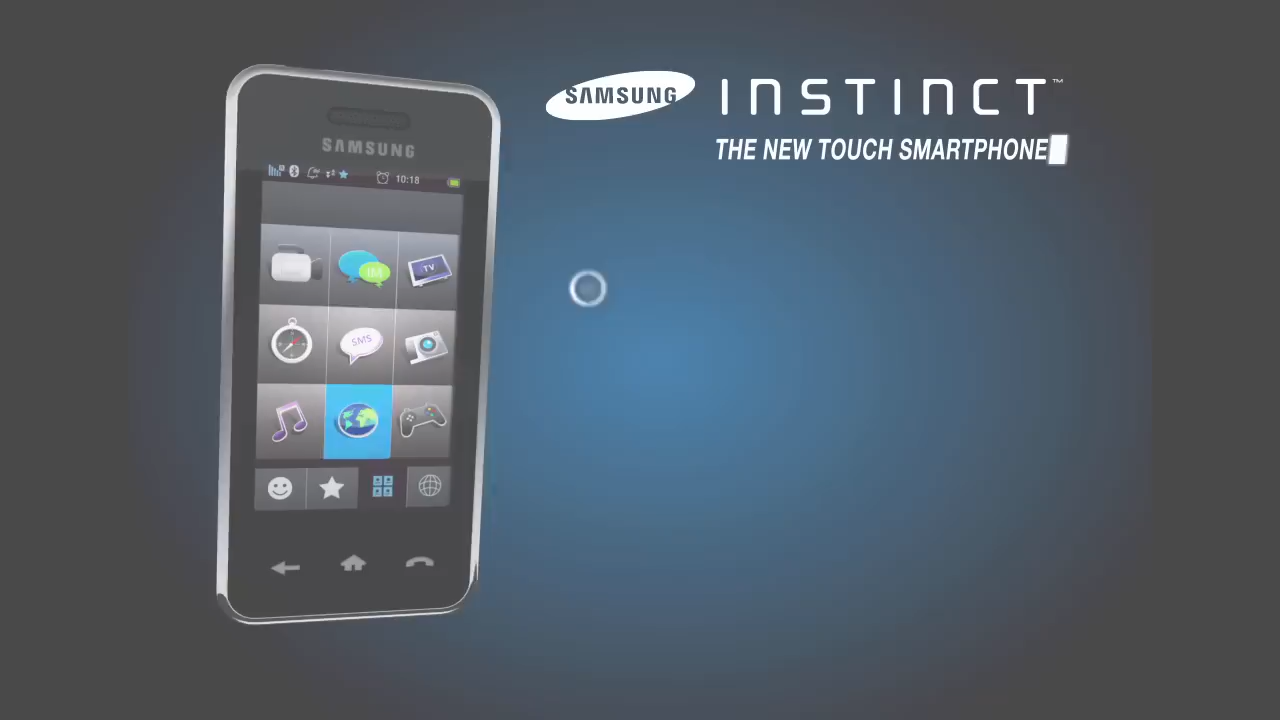 SAMSUNG INSTINCT™
THE NEW TOUCH SMARTPHONE
SAMSUNG
10:18
IM
TV
SMS